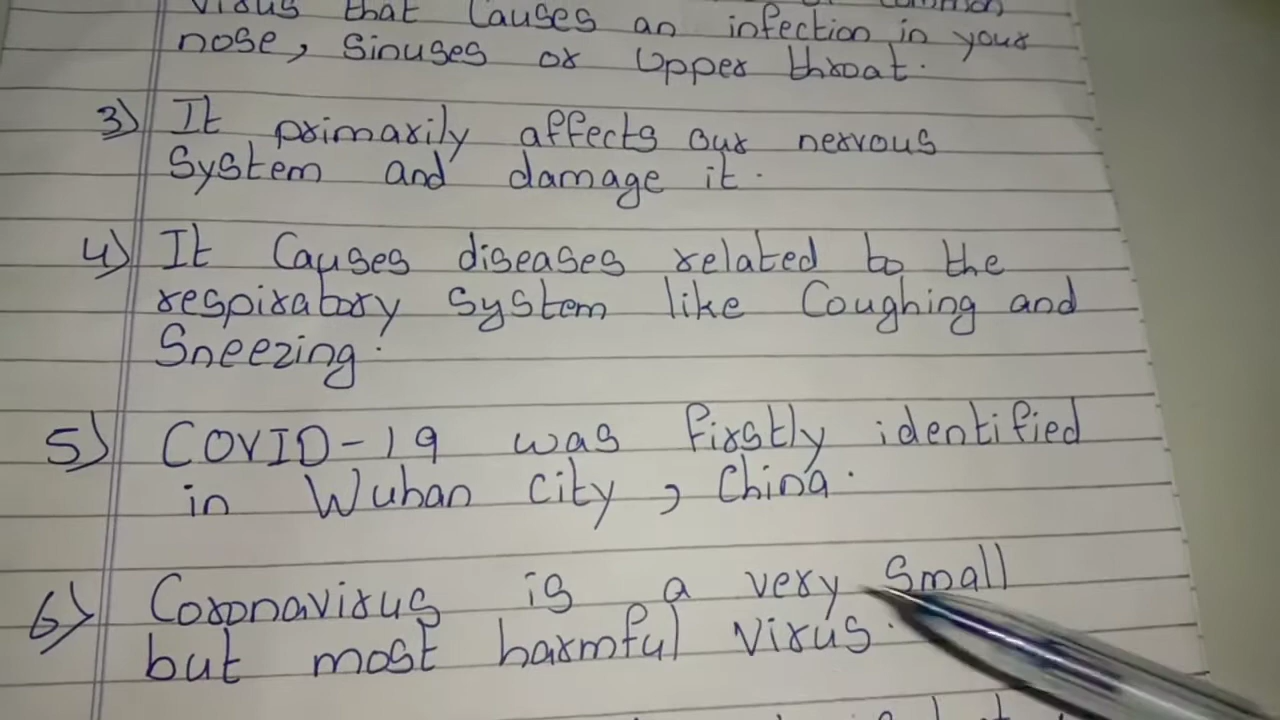 virus that causes an infection in your
nose, sinuses or Upper throat.
3) It primarily affects our nervous
System and damage it.
4) It Causes diseases related to the
respiratory System like Coughing and
Sneezing.
5) COVID-19 was firstly identified
in Wuhan City, China.
6) Coronavirus is a very Small
but most harmful virus.